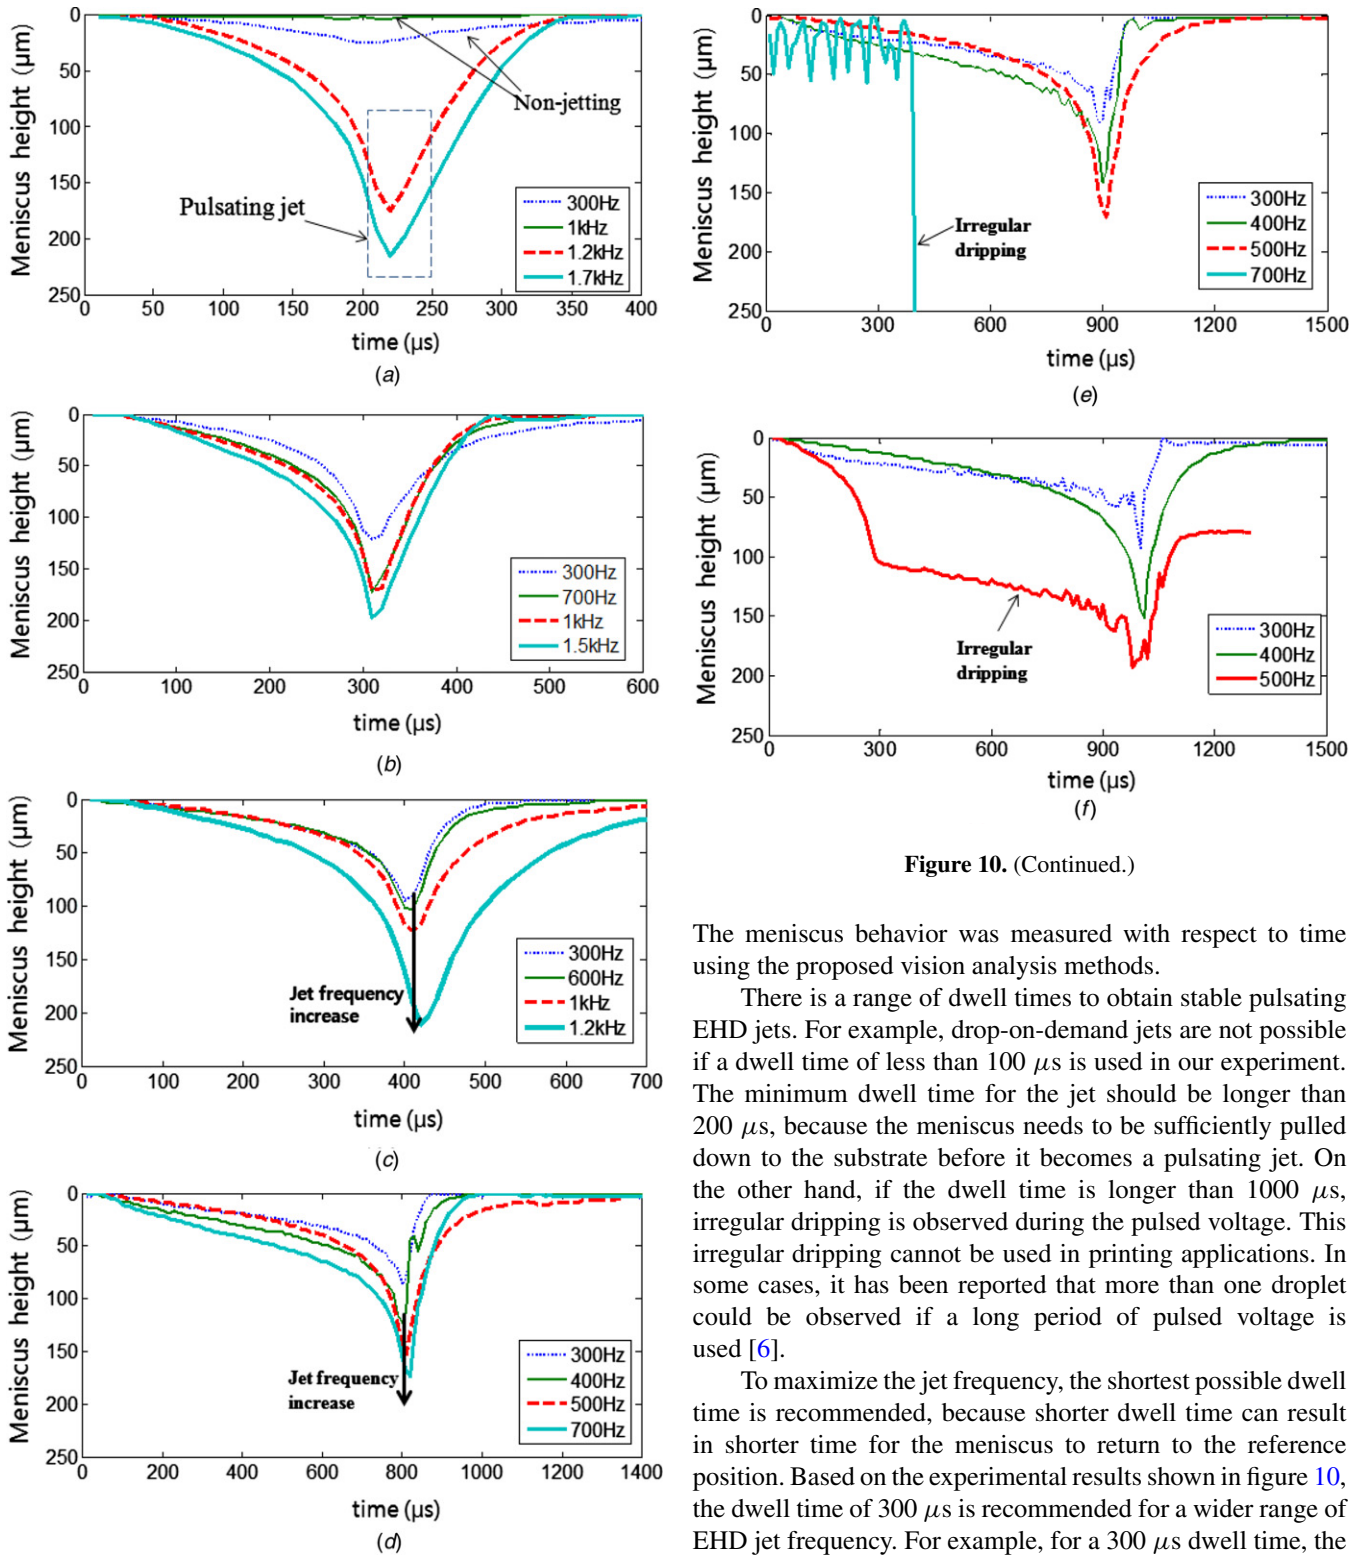 Meniscus height (µm)
0
50
100
150
200
250
Non-jetting
Pulsating jet
300Hz
1kHz
1.2kHz
1.7kHz
0 50 100 150 200 250 300 350 400
time (µs)
(a)
Meniscus height (µm)
0
50
100
150
200
250
300Hz
700Hz
1kHz
1.5kHz
0 100 200 300 400 500 600
time (µs)
(b)
Meniscus height (µm)
0
50
100
150
200
250
Jet frequency
increase
300Hz
600Hz
1kHz
1.2kHz
0 100 200 300 400 500 600 700
time (µs)
(c)
Meniscus height (µm)
0
50
100
150
200
250
Jet frequency
increase
300Hz
400Hz
500Hz
700Hz
0 200 400 600 800 1000 1200 1400
time (µs)
(d)
Meniscus height (µm)
0
50
100
150
200
250
Irregular
dripping
300Hz
400Hz
500Hz
700Hz
0 300 600 900 1200 1500
time (µs)
(e)
Meniscus height (µm)
0
50
100
150
200
250
Irregular
dripping
300Hz
400Hz
500Hz
0 300 600 900 1200 1500
time (µs)
(f)
Figure 10. (Continued.)
The meniscus behavior was measured with respect to time
using the proposed vision analysis methods.
There is a range of dwell times to obtain stable pulsating
EHD jets. For example, drop-on-demand jets are not possible
if a dwell time of less than 100 µs is used in our experiment.
The minimum dwell time for the jet should be longer than
200 µs, because the meniscus needs to be sufficiently pulled
down to the substrate before it becomes a pulsating jet. On
the other hand, if the dwell time is longer than 1000 µs,
irregular dripping is observed during the pulsed voltage. This
irregular dripping cannot be used in printing applications. In
some cases, it has been reported that more than one droplet
could be observed if a long period of pulsed voltage is
used [6].
To maximize the jet frequency, the shortest possible dwell
time is recommended, because shorter dwell time can result
in shorter time for the meniscus to return to the reference
position. Based on the experimental results shown in figure 10,
the dwell time of 300 µs is recommended for a wider range of
EHD jet frequency. For example, for a 300 µs dwell time, the